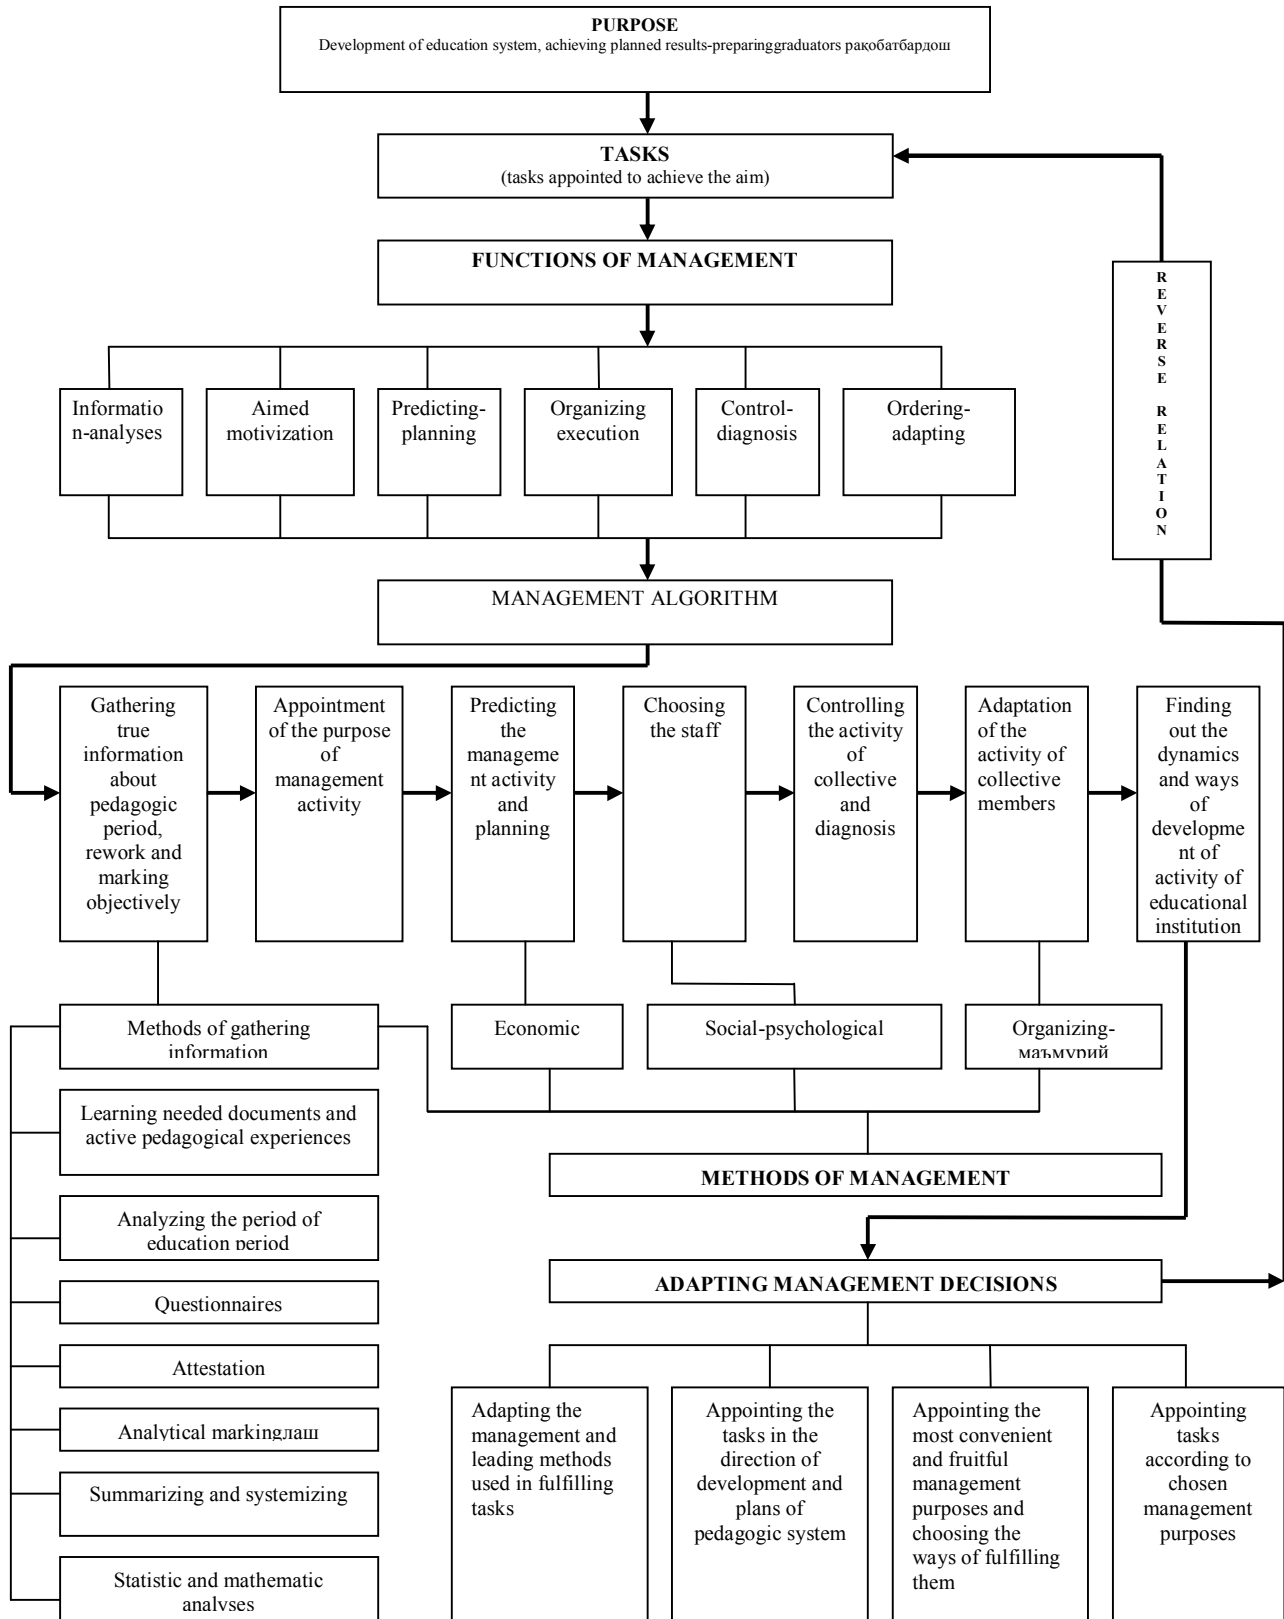 PURPOSE
Development of education system, achieving planned results-preparinggraduators рақобатбардош
TASKS
(tasks appointed to achieve the aim)
FUNCTIONS OF MANAGEMENT
Informatio
n-analyses
Aimed
motivization
Predicting-
planning
Organizing
execution
Control-
diagnosis
Ordering-
adapting
R
E
V
E
R
S
E
R
E
L
A
T
I
O
N
MANAGEMENT ALGORITHM
Gathering
true
information
about
pedagogic
period,
rework and
marking
objectively
Appointment
of the purpose
of
management
activity
Predicting
the
manageme
nt activity
and
planning
Choosing
the staff
Controlling
the activity
of
collective
and
diagnosis
Adaptation
of the
activity of
collective
members
Finding
out the
dynamics
and ways
of
developme
nt of
activity of
educational
institution
Methods of gathering
information
Economic
Social-psychological
Organizing-
маъмурий
Learning needed documents and
active pedagogical experiences
METHODS OF MANAGEMENT
Analyzing the period of
education period
ADAPTING MANAGEMENT DECISIONS
Questionnaires
Attestation
Analytical markingлаш
Summarizing and systemizing
Statistic and mathematic
analyses
Adapting the
management and
leading methods
used in fulfilling
tasks
Appointing the
tasks in the
direction of
development and
plans of
pedagogic system
Appointing the
most convenient
and fruitful
management
purposes and
choosing the
ways of fulfilling
them
Appointing
tasks
according to
chosen
management
purposes